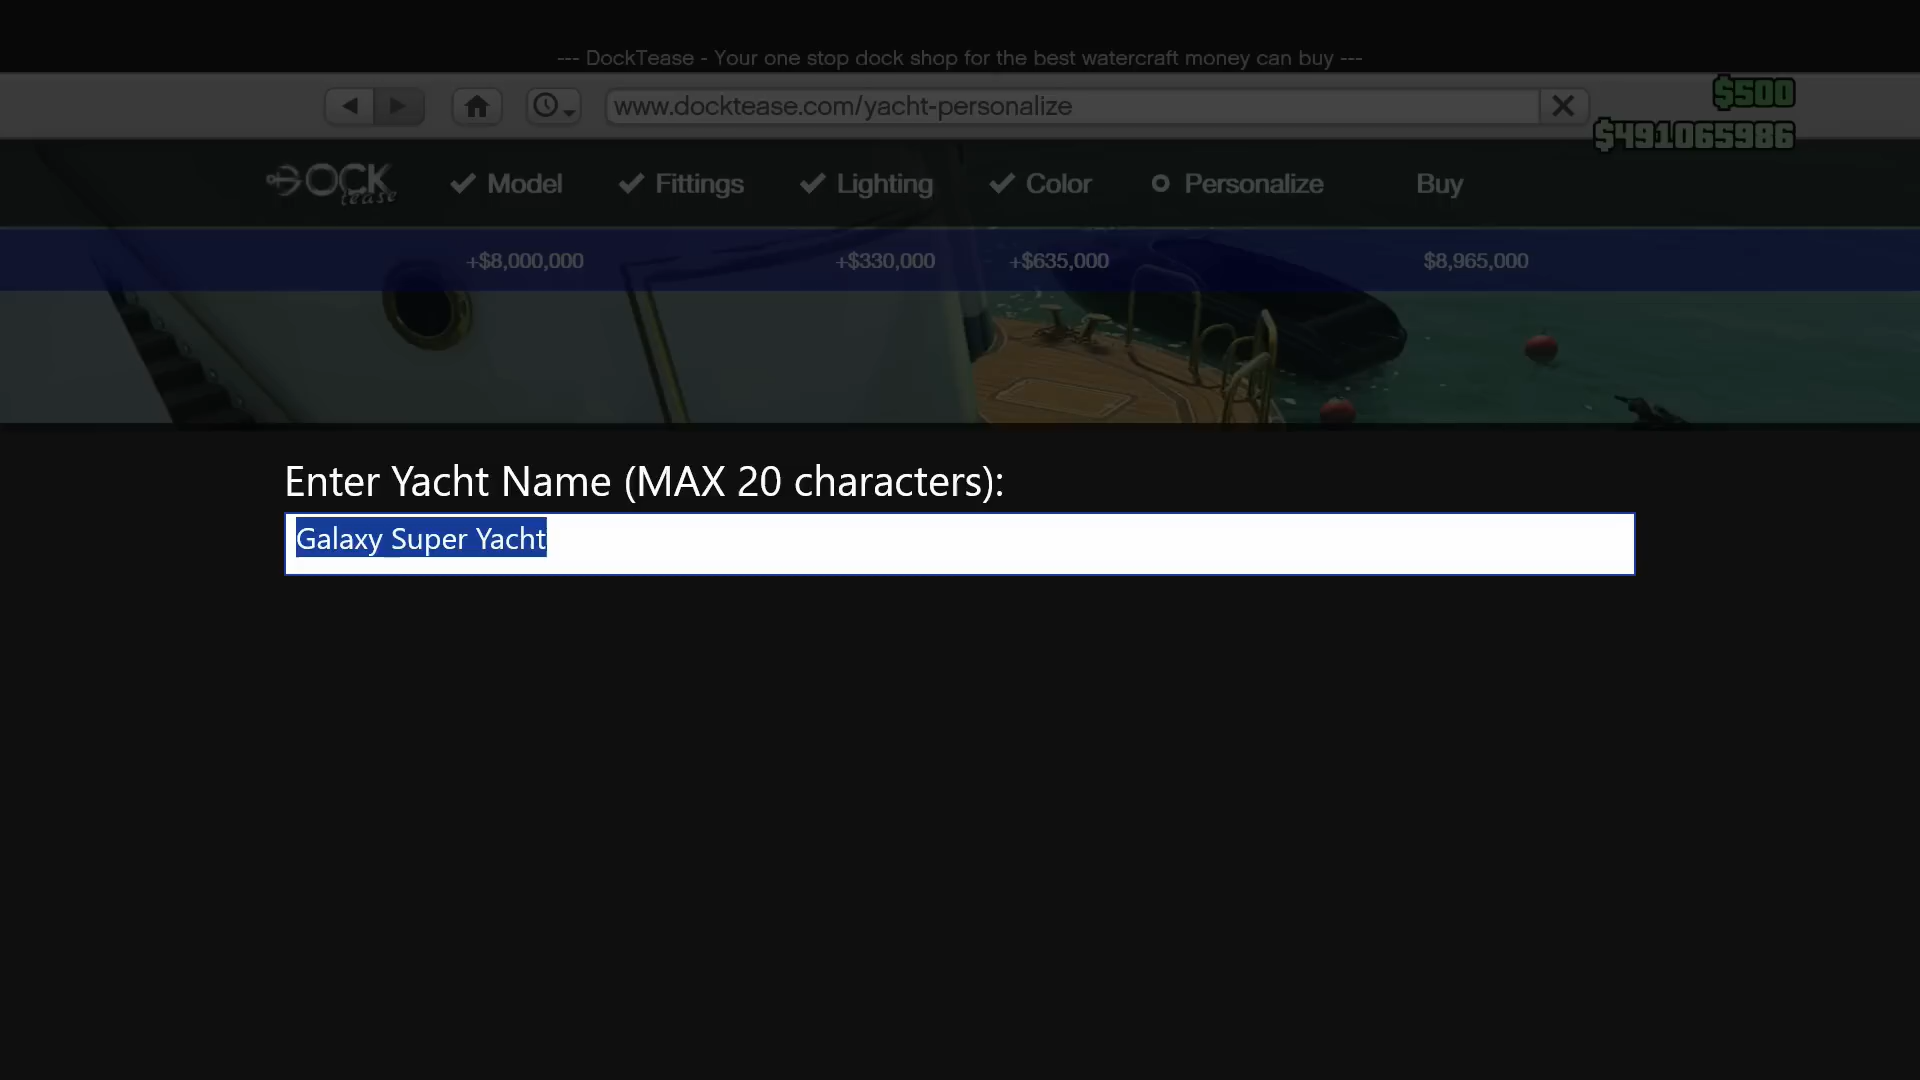 --- DockTease - Your one stop dock shop for the best watercraft money can buy ---
www.docktease.com/yacht-personalize
$500
$491065986
DOCK tease
Model Fittings Lighting Color Personalize Buy
+$8,000,000 +$330,000 +$635,000 $8,965,000
Enter Yacht Name (MAX 20 characters):
Galaxy Super Yacht